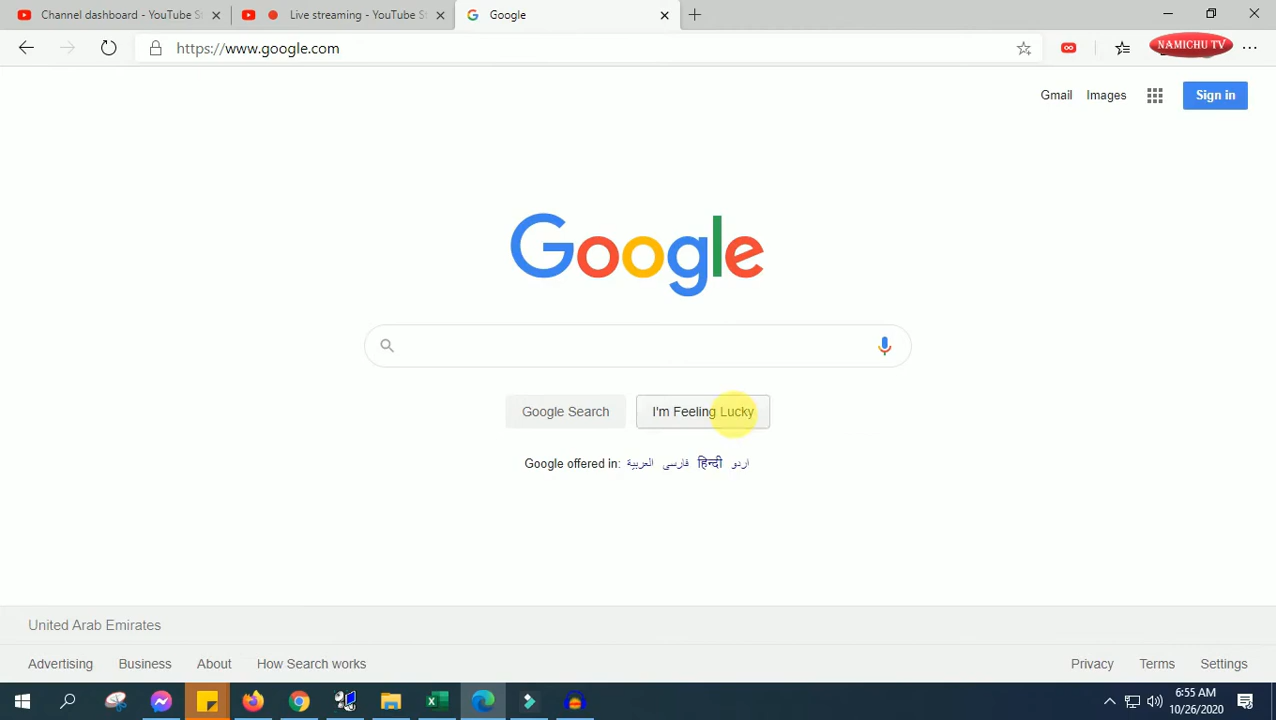 Channel dashboard - YouTube St
Live streaming - YouTube St
Google
https://www.google.com
NAMICHU TV
Gmail Images Sign in
Google
Google Search I'm Feeling Lucky
Google offered in: العربية فارسی हिन्दी اردو
United Arab Emirates
Advertising Business About How Search works Privacy Terms Settings
6:55 AM
10/26/2020